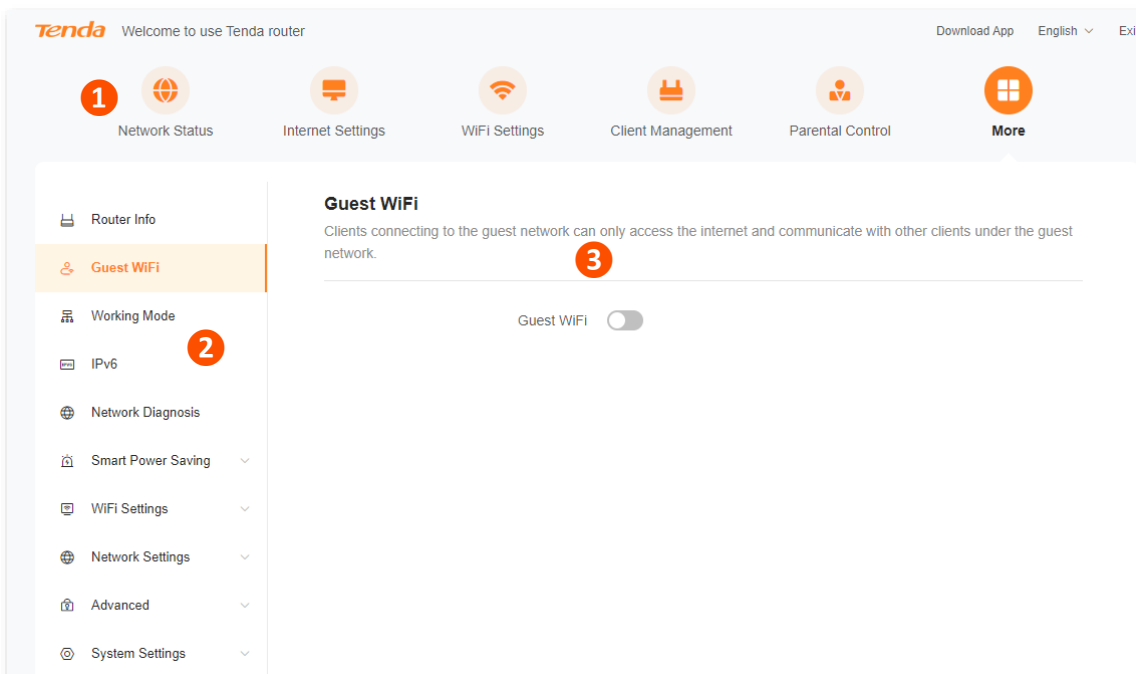 Tenda Welcome to use Tenda router Download App English Exi
1
Network Status Internet Settings WiFi Settings Client Management Parental Control More
Router Info
Guest WiFi
Working Mode
2
IPv6
Network Diagnosis
Smart Power Saving
WiFi Settings
Network Settings
Advanced
System Settings
Guest WiFi
Clients connecting to the guest network can only access the internet and communicate with other clients under the guest
network.
3
Guest WiFi